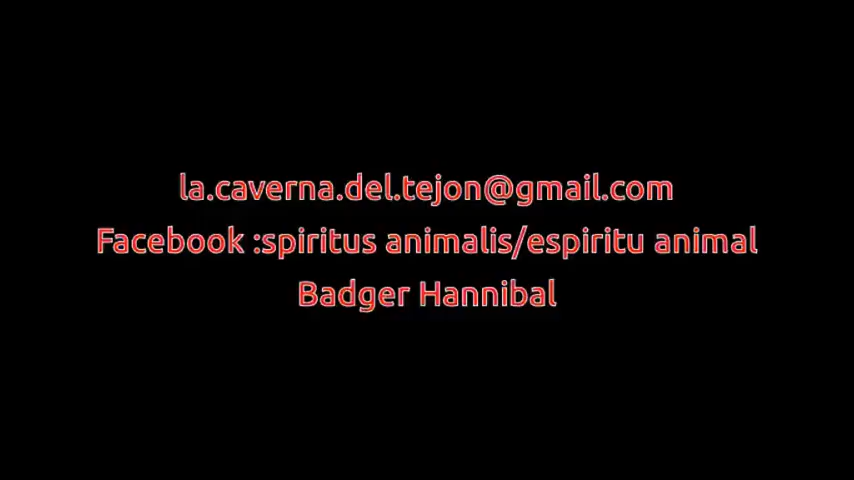 la.caverna.del.tejon@gmail.com
Facebook :spiritus animalis/espiritu animal
Badger Hannibal